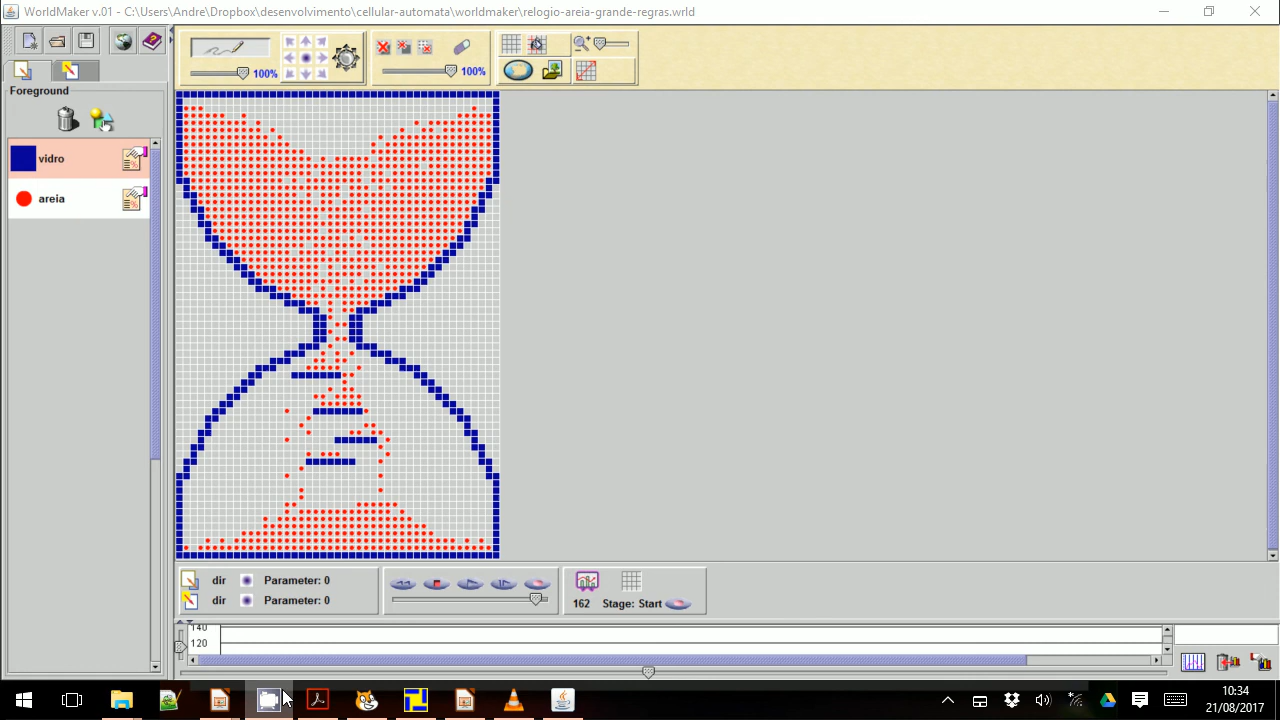 WorldMaker v.01 - C:\Users\Andre\Dropbox\desenvolvimento\cellular-automata\worldmaker\relogio-areia-grande-regras.wrld
100%
100%
Foreground
vidro
areia
dir Parameter: 0
dir Parameter: 0
162 Stage: Start
140
120
10:34
21/08/2017